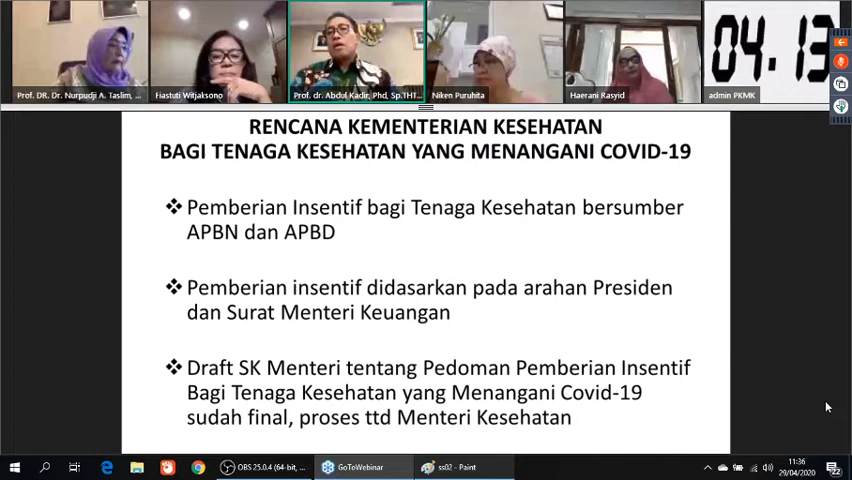 04.13
Prof. DR. Dr. Nurpudji A. Taslim, ...
Fiastuti Witjaksono
Prof. dr. Abdul Kadir, Phd, Sp.THT...
Niken Puruhita
Haerani Rasyid
admin PKMK
RENCANA KEMENTERIAN KESEHATAN
BAGI TENAGA KESEHATAN YANG MENANGANI COVID-19
❖ Pemberian Insentif bagi Tenaga Kesehatan bersumber
APBN dan APBD
❖ Pemberian insentif didasarkan pada arahan Presiden
dan Surat Menteri Keuangan
❖ Draft SK Menteri tentang Pedoman Pemberian Insentif
Bagi Tenaga Kesehatan yang Menangani Covid-19
sudah final, proses ttd Menteri Kesehatan
OBS 25.0.4 (64-bit, ...
GoToWebinar
ss02 - Paint
11:36
29/04/2020
22